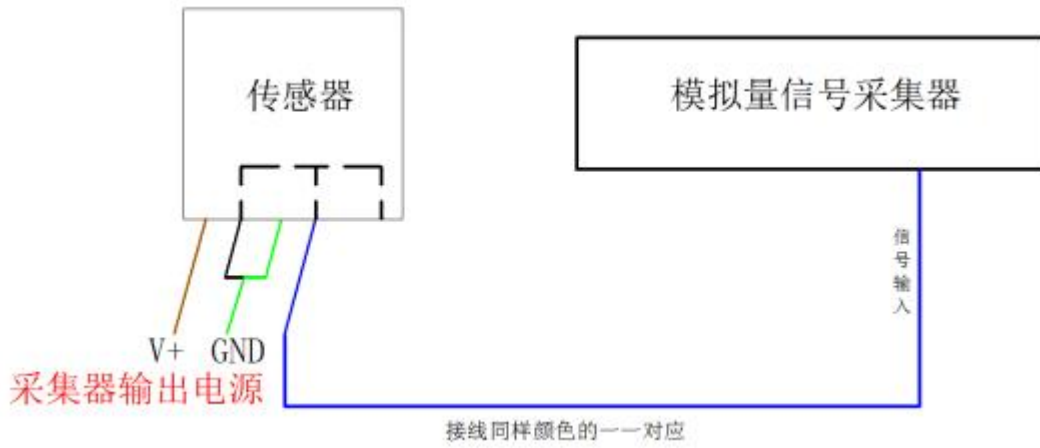 传感器
模拟量信号采集器
信号输入
V+ GND
采集器输出电源
接线同样颜色的一一对应